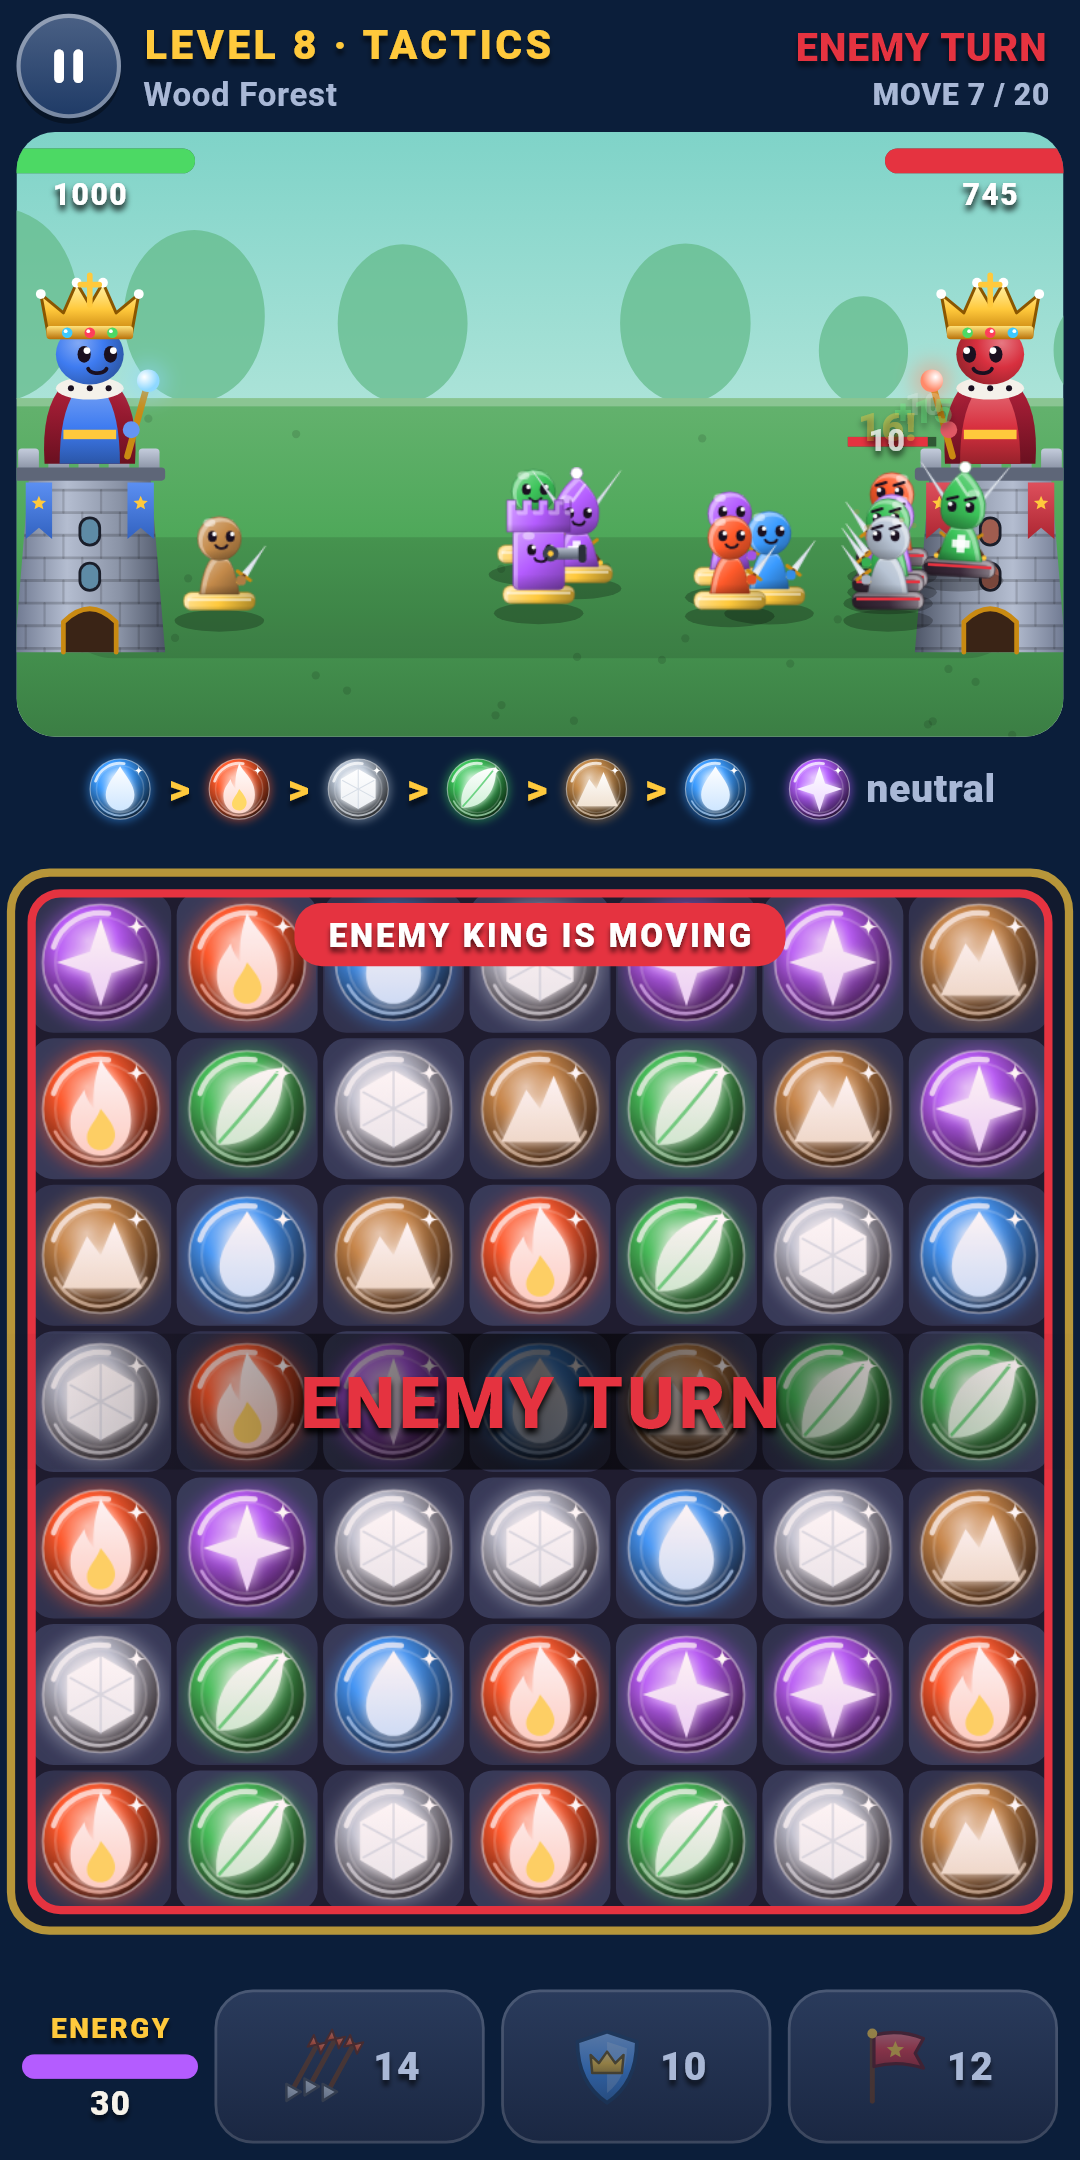 LEVEL 8 · TACTICS
Wood Forest
ENEMY TURN
MOVE 7 / 20
1000
745
10
> > > > > neutral
ENEMY KING IS MOVING
ENEMY TURN
ENERGY
30
14
10
12